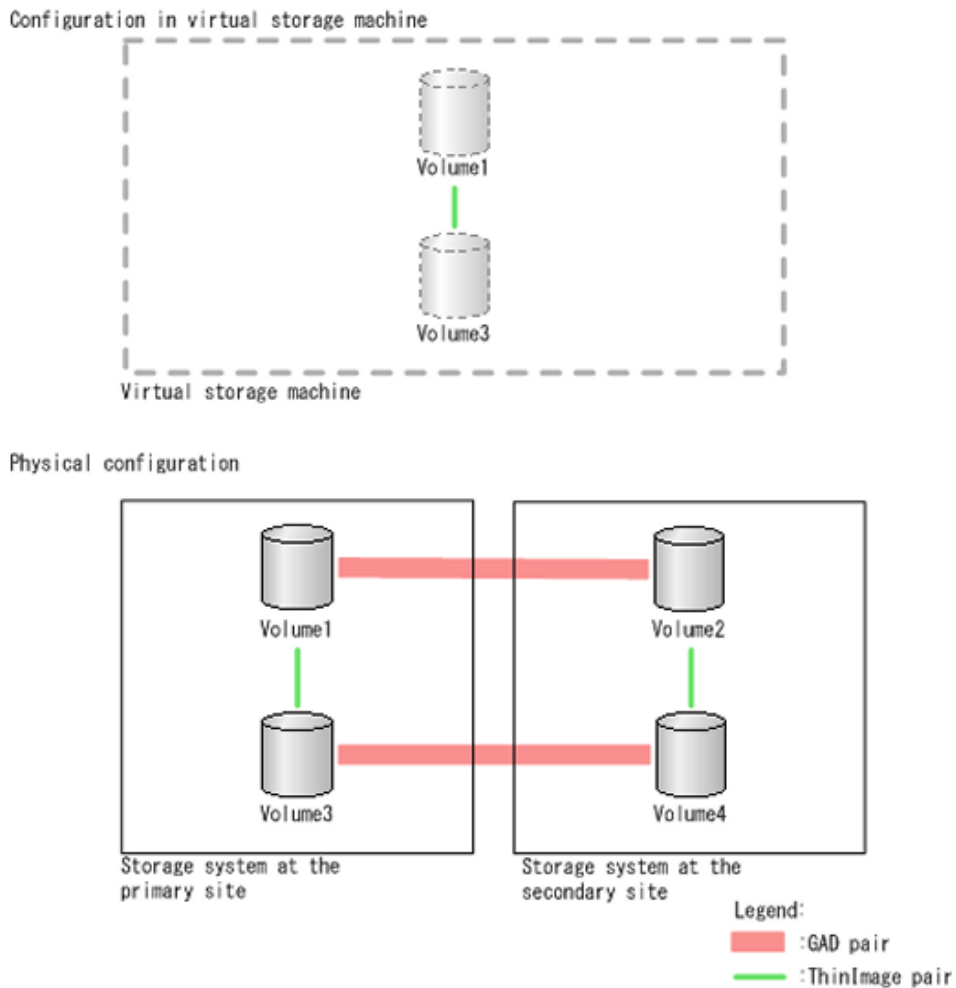 Configuration in virtual storage machine
Volume1
Volume3
Virtual storage machine
Physical configuration
Volume1
Volume2
Volume3
Volume4
Storage system at the
primary site
Storage system at the
secondary site
Legend:
:GAD pair
:ThinImage pair